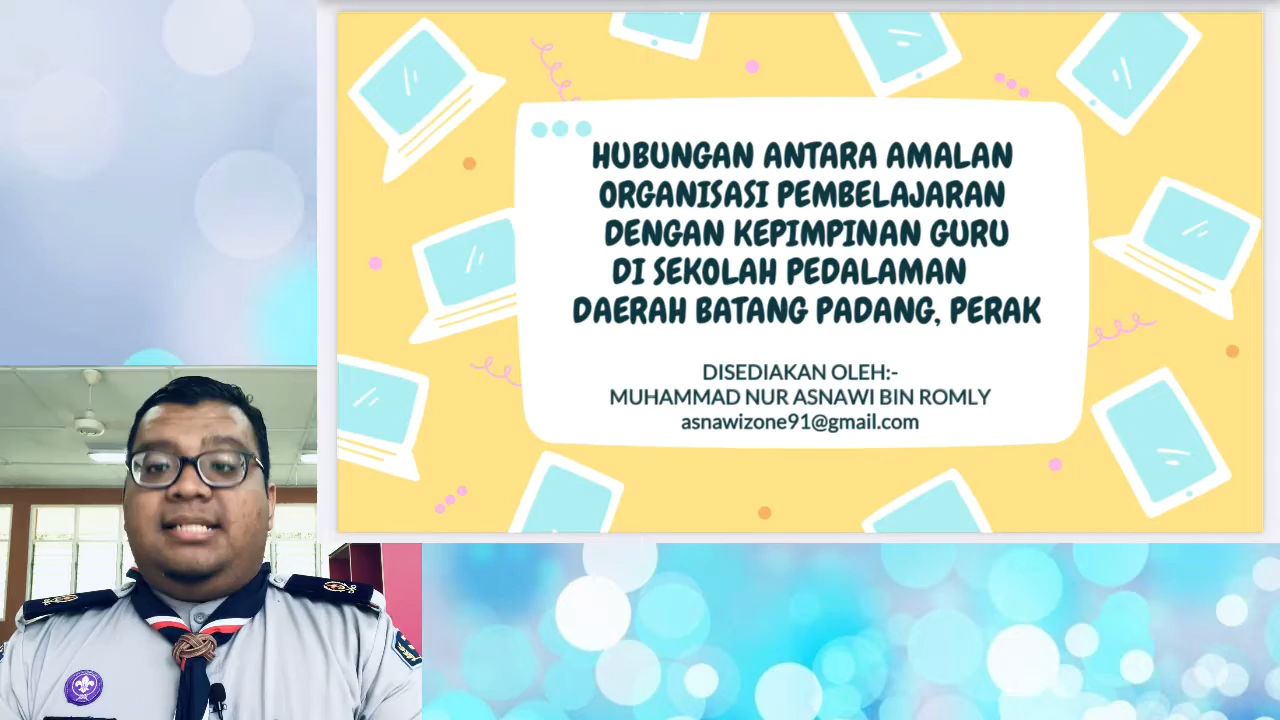 HUBUNGAN ANTARA AMALAN
ORGANISASI PEMBELAJARAN
DENGAN KEPIMPINAN GURU
DI SEKOLAH PEDALAMAN
DAERAH BATANG PADANG, PERAK
DISEDIAKAN OLEH:-
MUHAMMAD NUR ASNAWI BIN ROMLY
asnawizone91@gmail.com